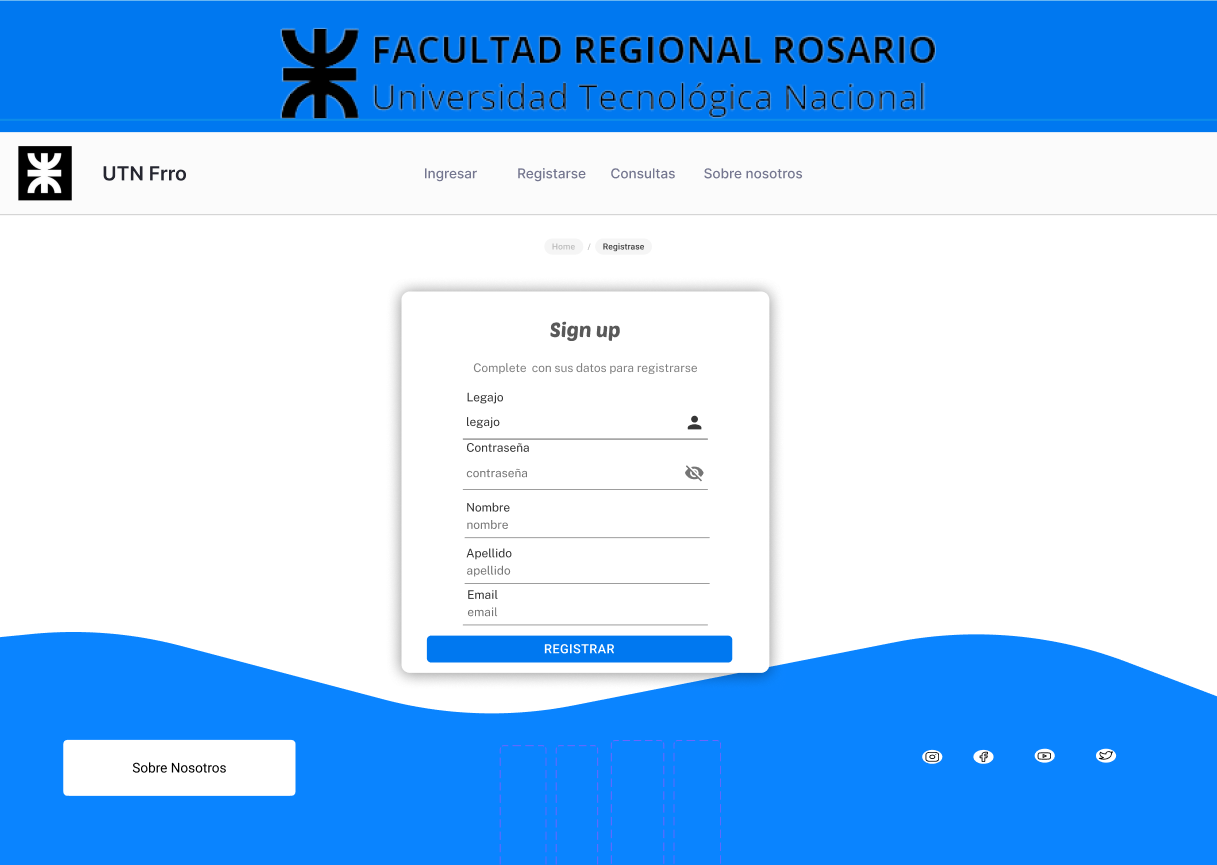 FACULTAD REGIONAL ROSARIO
Universidad Tecnológica Nacional
UTN Frro
Ingresar Registarse Consultas Sobre nosotros
Home / Registrase
Sign up
Complete con sus datos para registrarse
Legajo
legajo
Contraseña
contraseña
Nombre
nombre
Apellido
apellido
Email
email
REGISTRAR
Sobre Nosotros